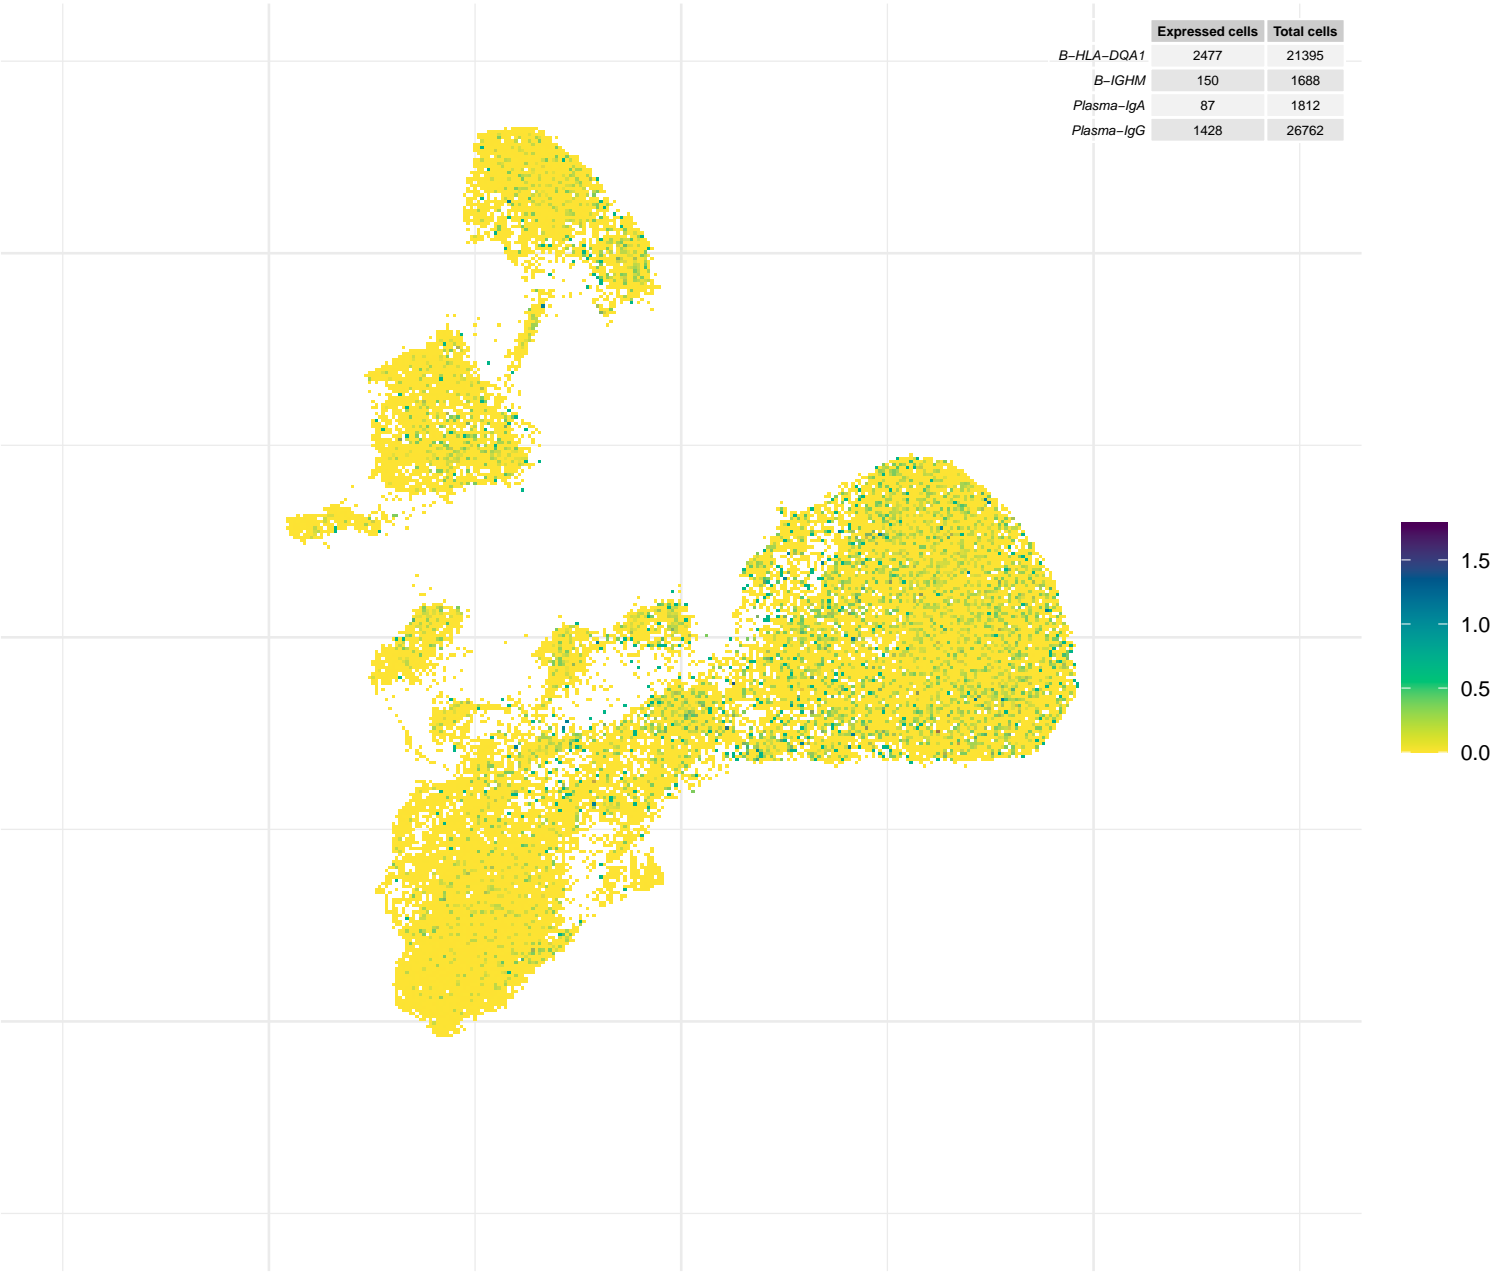 Expressed cells Total cells
B−HLA−DQA1 2477 21395
B−IGHM 150 1688
Plasma−IgA 87 1812
Plasma−IgG 1428 26762
1.5
1.0
0.5
0.0